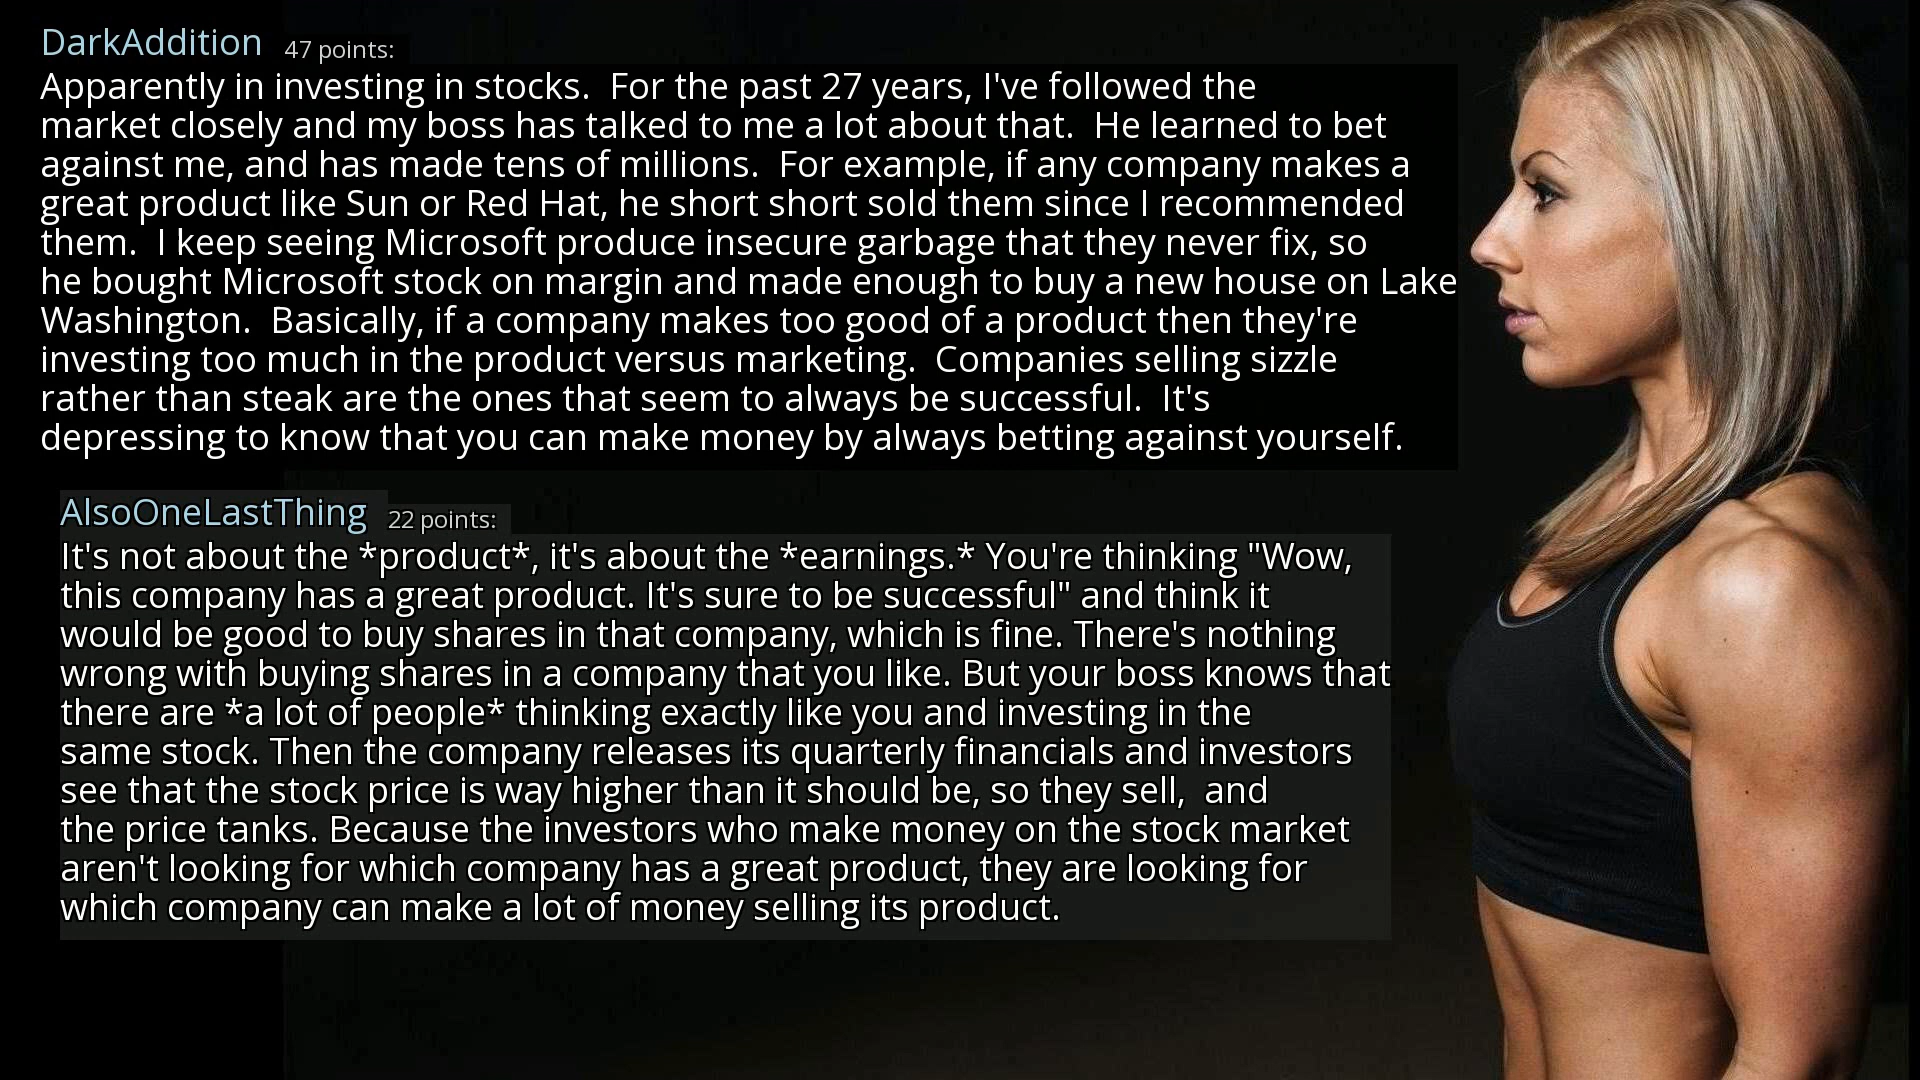 DarkAddition 47 points:
Apparently in investing in stocks.  For the past 27 years, I've followed the
market closely and my boss has talked to me a lot about that.  He learned to bet
against me, and has made tens of millions.  For example, if any company makes a
great product like Sun or Red Hat, he short short sold them since I recommended
them.  I keep seeing Microsoft produce insecure garbage that they never fix, so
he bought Microsoft stock on margin and made enough to buy a new house on Lake
Washington.  Basically, if a company makes too good of a product then they're
investing too much in the product versus marketing.  Companies selling sizzle
rather than steak are the ones that seem to always be successful.  It's
depressing to know that you can make money by always betting against yourself.
AlsoOneLastThing 22 points:
It's not about the *product*, it's about the *earnings.* You're thinking "Wow,
this company has a great product. It's sure to be successful" and think it
would be good to buy shares in that company, which is fine. There's nothing
wrong with buying shares in a company that you like. But your boss knows that
there are *a lot of people* thinking exactly like you and investing in the
same stock. Then the company releases its quarterly financials and investors
see that the stock price is way higher than it should be, so they sell,  and
the price tanks. Because the investors who make money on the stock market
aren't looking for which company has a great product, they are looking for
which company can make a lot of money selling its product.